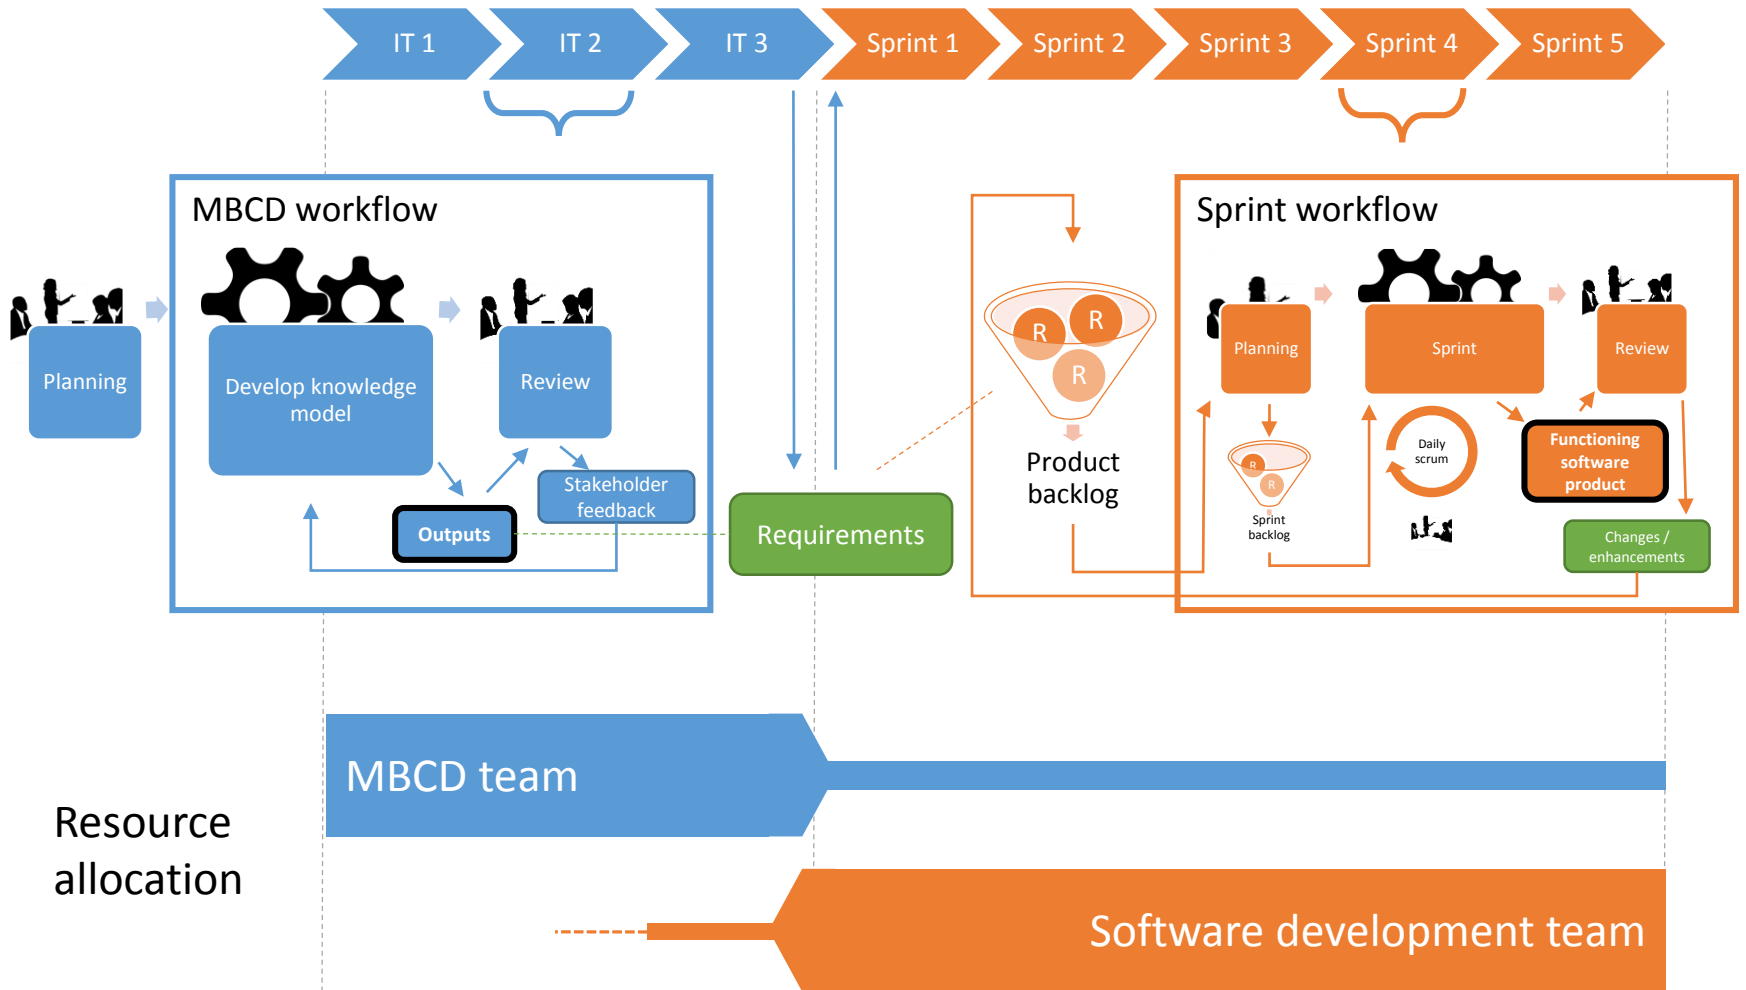 IT 1
IT 2
IT 3
Sprint 1
Sprint 2
Sprint 3
Sprint 4
Sprint 5
MBCD workflow
Planning
Develop knowledge
model
Review
Stakeholder
feedback
Outputs
Requirements
R
R
R
Product
backlog
Sprint workflow
Planning
Sprint
Review
R
R
Sprint
backlog
Daily
scrum
Functioning
software
product
Changes /
enhancements
Resource
allocation
MBCD team
Software development team